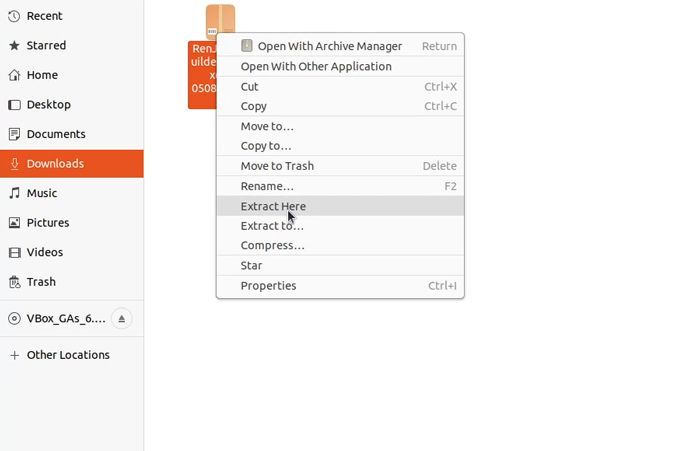 Recent
Starred
Home
Desktop
Documents
Downloads
Music
Pictures
Videos
Trash
VBox_GAs_6.…
Other Locations
0508
Open With Archive Manager Return
Open With Other Application
Cut Ctrl+X
Copy Ctrl+C
Move to…
Copy to…
Move to Trash Delete
Rename… F2
Extract Here
Extract to…
Compress…
Star
Properties Ctrl+I